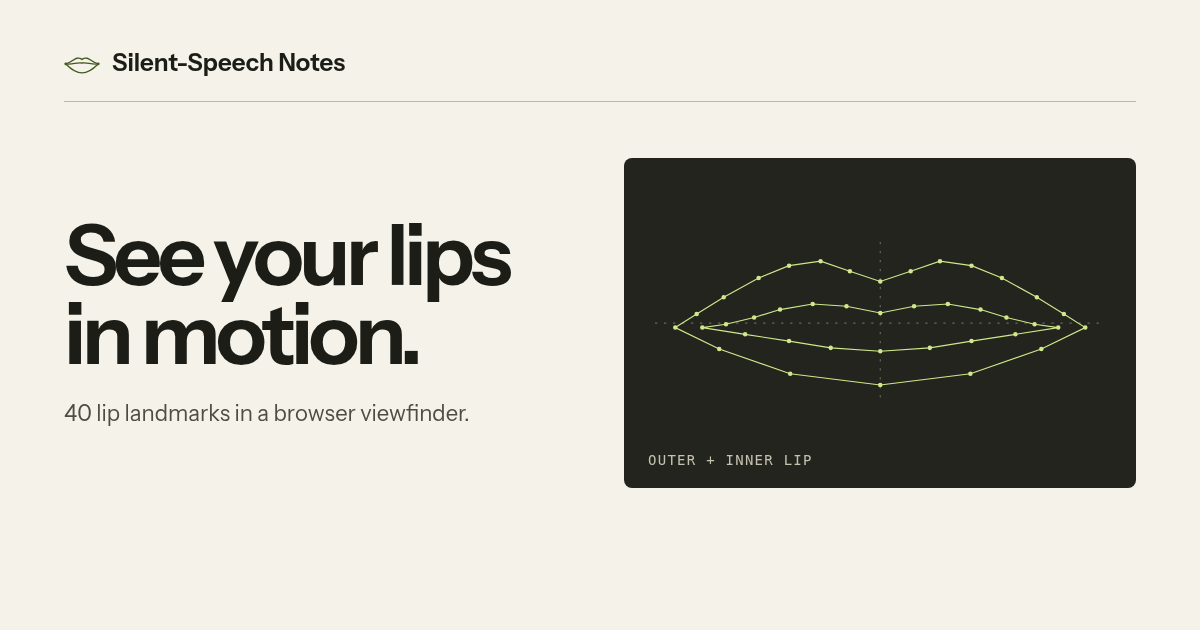 Silent-Speech Notes
See your lips
in motion.
40 lip landmarks in a browser viewfinder.
OUTER + INNER LIP